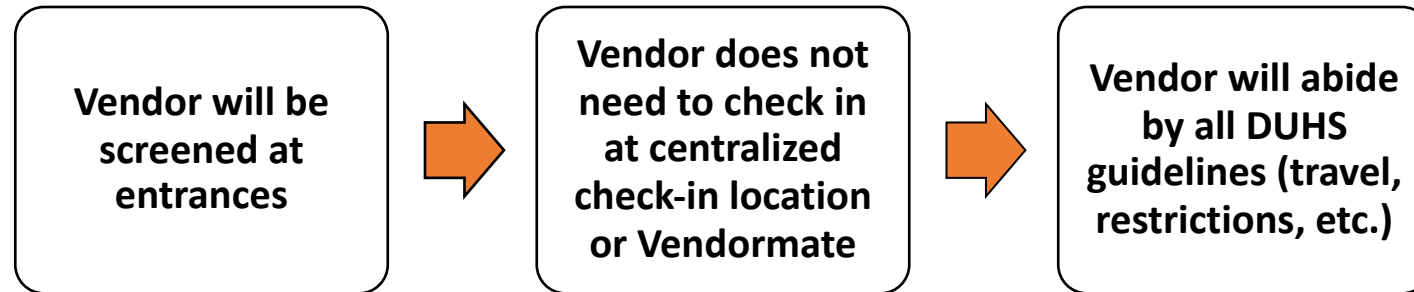 Vendor will be
screened at
entrances
Vendor does not
need to check in
at centralized
check-in location
or Vendormate
Vendor will abide
by all DUHS
guidelines (travel,
restrictions, etc.)